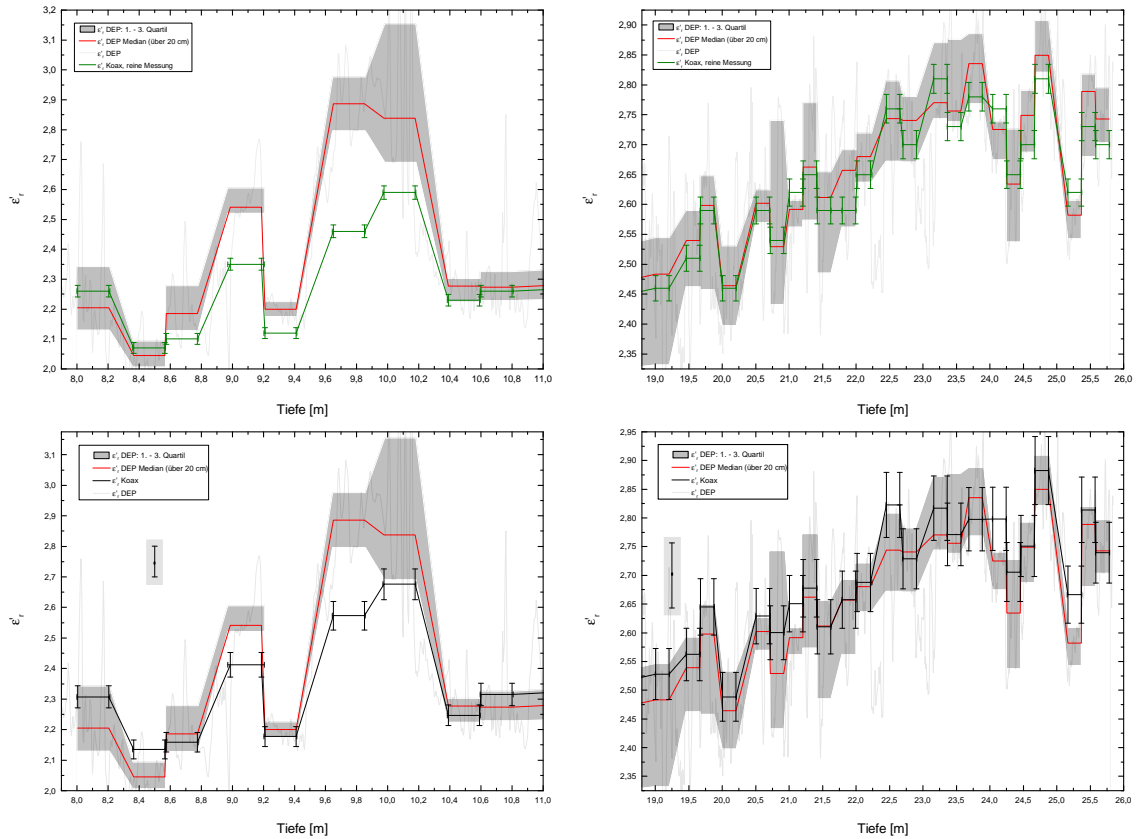 3,2
3,1
3,0
2,9
2,8
2,7
2,6
2,5
2,4
2,3
2,2
2,1
2,0
ε'r
ε'r DEP: 1. - 3. Quartil
ε'r DEP Median (über 20 cm)
ε'r DEP
ε'r Koax, reine Messung
8,0 8,2 8,4 8,6 8,8 9,0 9,2 9,4 9,6 9,8 10,0 10,2 10,4 10,6 10,8 11,0
Tiefe [m]
2,90
2,85
2,80
2,75
2,70
2,65
2,60
2,55
2,50
2,45
2,40
2,35
ε'r
ε'r DEP: 1. - 3. Quartil
ε'r DEP Median (über 20 cm)
ε'r DEP
ε'r Koax, reine Messung
19,0 19,5 20,0 20,5 21,0 21,5 22,0 22,5 23,0 23,5 24,0 24,5 25,0 25,5 26,0
Tiefe [m]
3,1
3,0
2,9
2,8
2,7
2,6
2,5
2,4
2,3
2,2
2,1
2,0
ε'r
ε'r DEP: 1. - 3. Quartil
ε'r DEP Median (über 20 cm)
ε'r Koax
ε'r DEP
8,0 8,2 8,4 8,6 8,8 9,0 9,2 9,4 9,6 9,8 10,0 10,2 10,4 10,6 10,8 11,0
Tiefe [m]
2,95
2,90
2,85
2,80
2,75
2,70
2,65
2,60
2,55
2,50
2,45
2,40
2,35
ε'r
ε'r DEP: 1. - 3. Quartil
ε'r DEP Median (über 20 cm)
ε'r Koax
ε'r DEP
19,0 19,5 20,0 20,5 21,0 21,5 22,0 22,5 23,0 23,5 24,0 24,5 25,0 25,5 26,0
Tiefe [m]